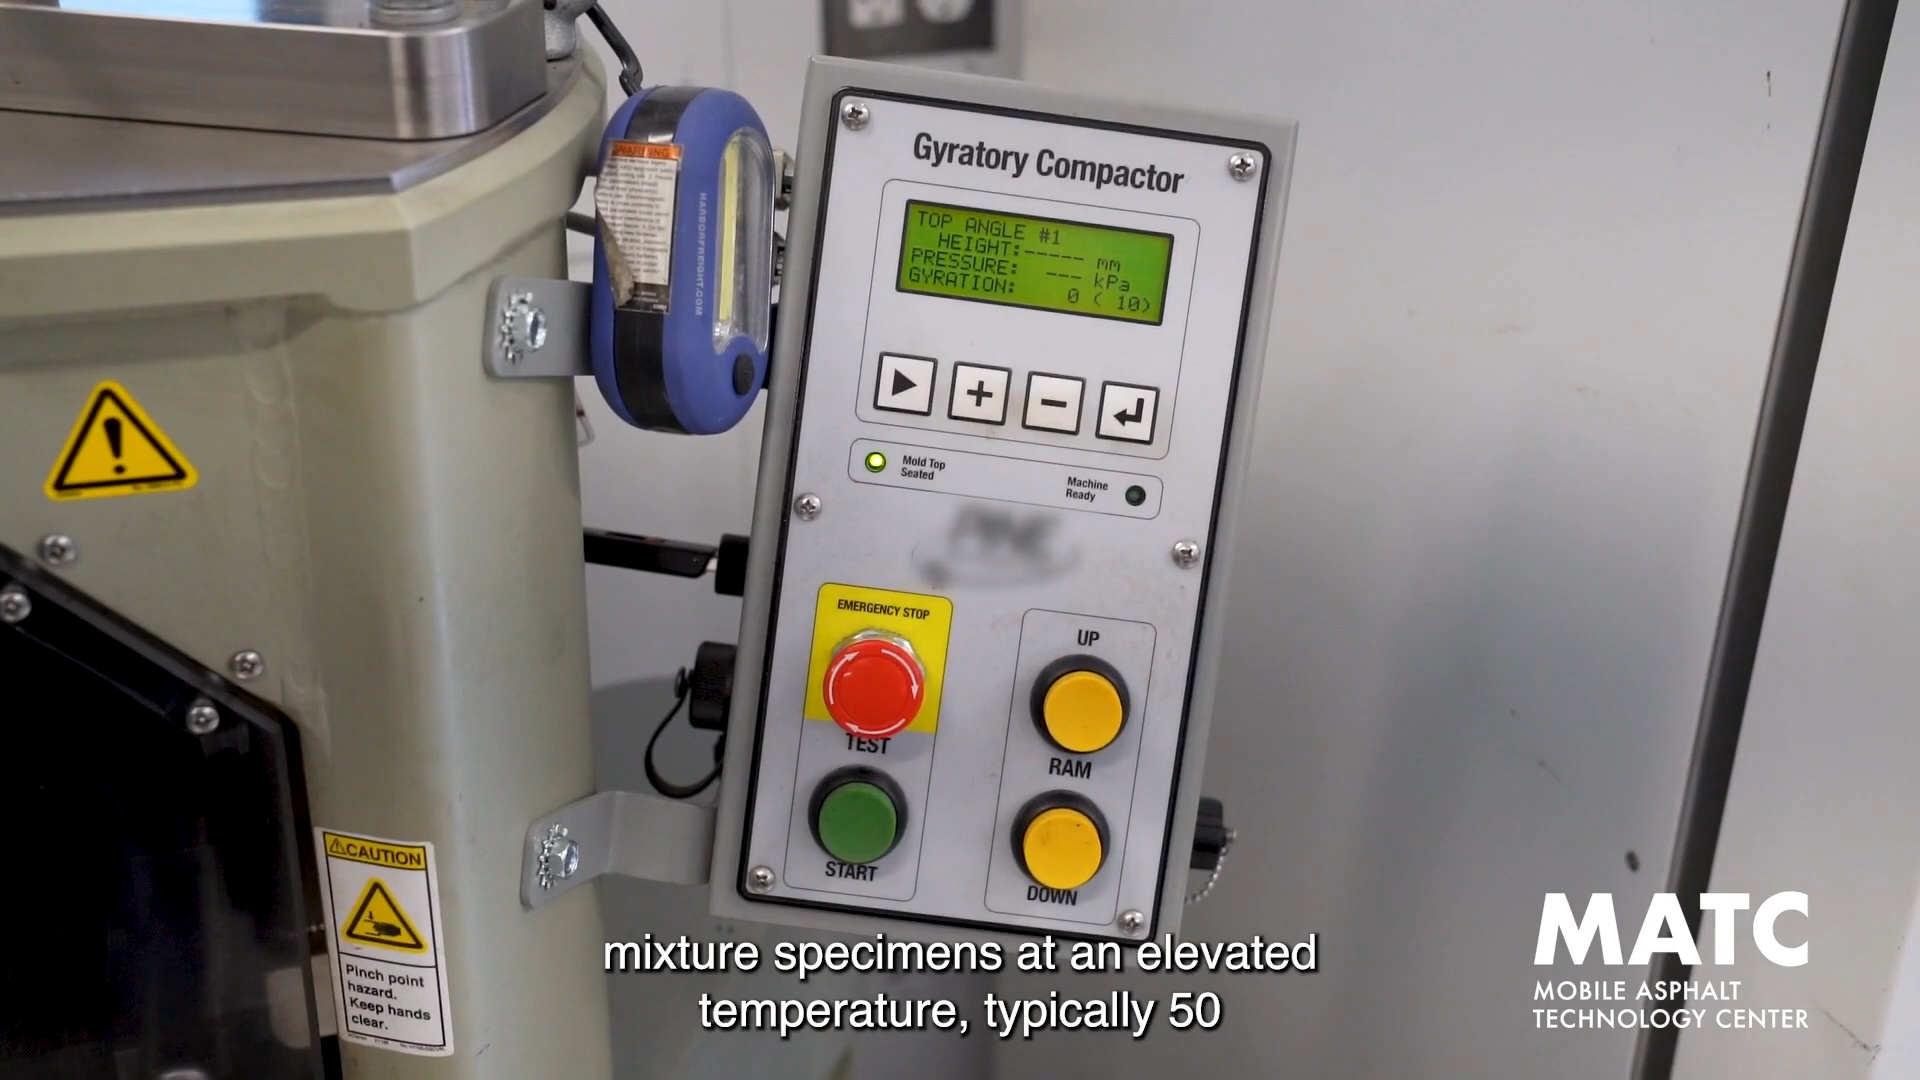 WARNING
HARBORFREIGHT.COM
Gyratory Compactor
TOP ANGLE #1
HEIGHT:----- mm
PRESSURE: --- kPa
GYRATION: 0 ( 10)
Mold Top
Seated
Machine
Ready
EMERGENCY STOP
TEST
START
UP
RAM
DOWN
CAUTION
Pinch point
hazard.
Keep hands
clear.
mixture specimens at an elevated
temperature, typically 50
MATC
MOBILE ASPHALT
TECHNOLOGY CENTER